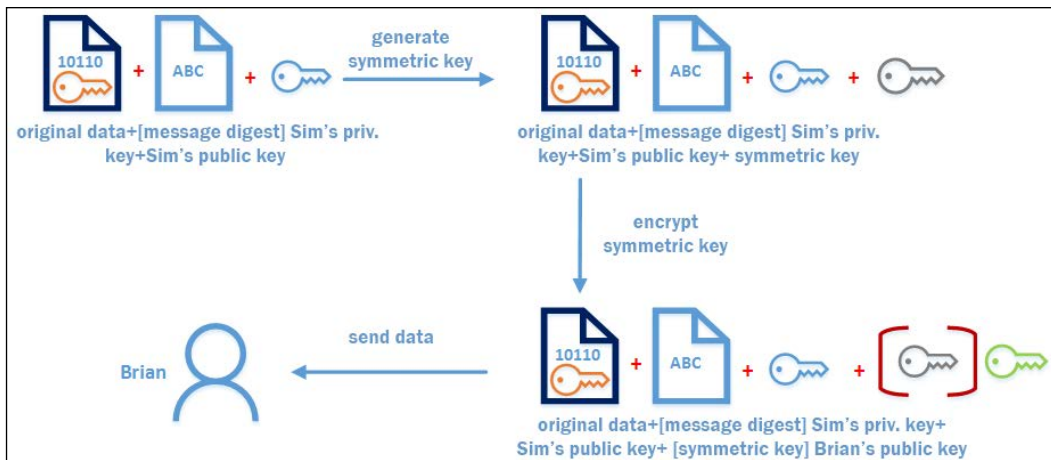 10110
ABC
generate
symmetric key
original data+[message digest] Sim's priv.
key+Sim's public key
10110
ABC
original data+[message digest] Sim's priv.
key+Sim's public key+ symmetric key
encrypt
symmetric key
Brian
send data
10110
ABC
original data+[message digest] Sim's priv. key+
Sim's public key+ [symmetric key] Brian's public key